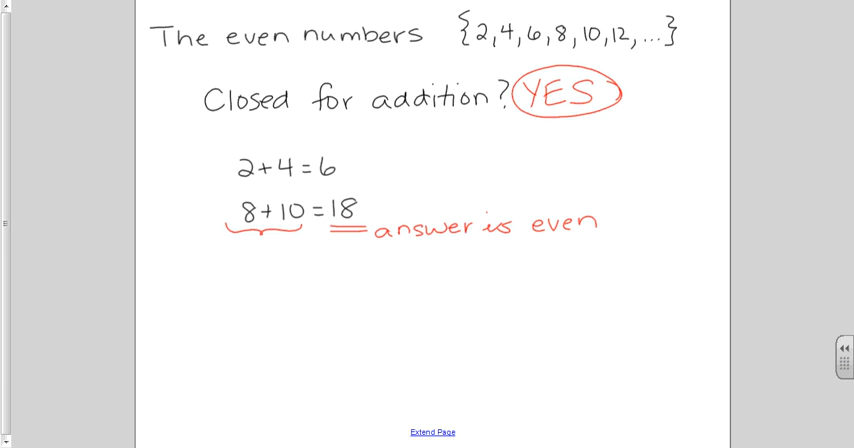 The even numbers {2,4,6,8,10,12,...}
Closed for addition? YES
2+4=6
8+10=18 answer is even
Extend Page